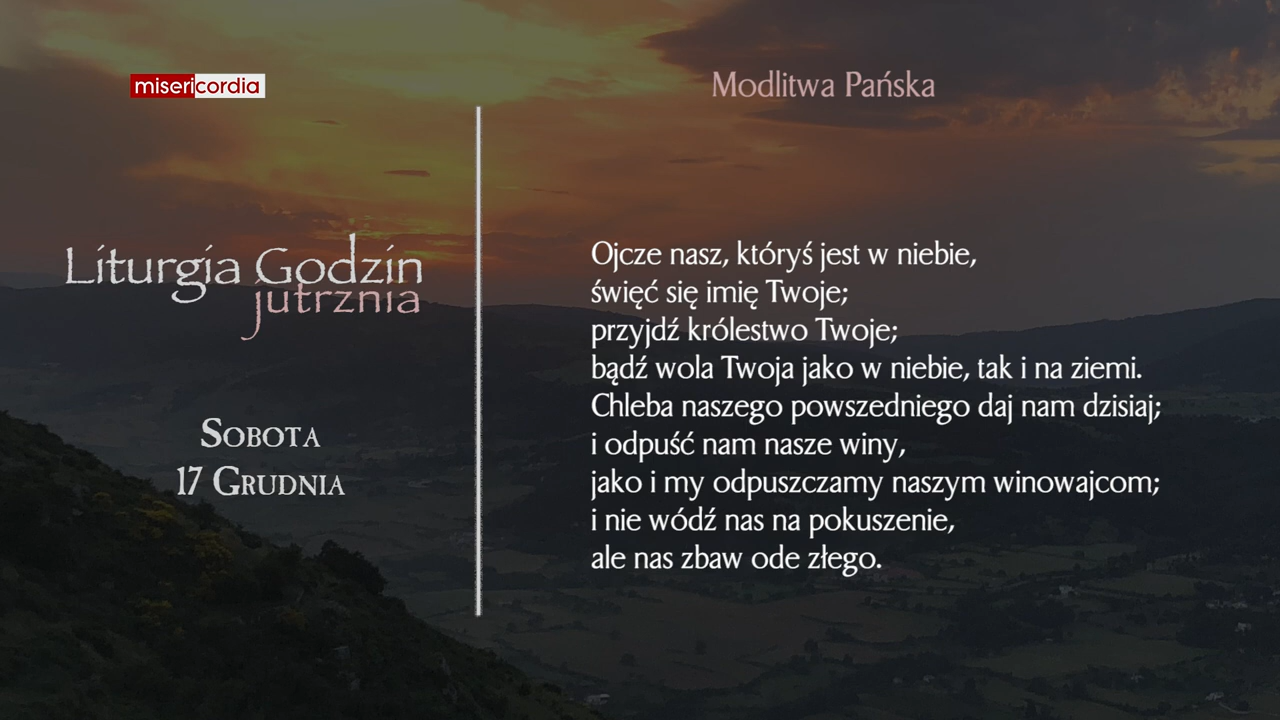 misericordia
Liturgia Godzin
jutrznia
Sobota
17 Grudnia
Modlitwa Pańska
Ojcze nasz, któryś jest w niebie,
święć się imię Twoje;
przyjdź królestwo Twoje;
bądź wola Twoja jako w niebie, tak i na ziemi.
Chleba naszego powszedniego daj nam dzisiaj;
i odpuść nam nasze winy,
jako i my odpuszczamy naszym winowajcom;
i nie wódź nas na pokuszenie,
ale nas zbaw ode złego.